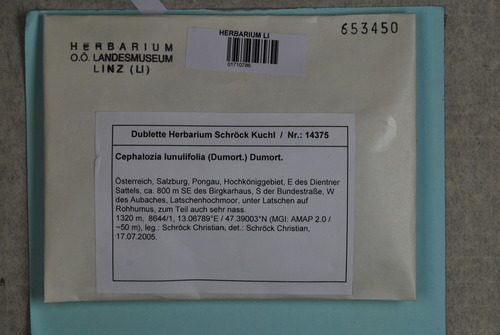 HERBARIUM
O.Ö. LANDESMUSEUM
LINZ (LI)
HERBARIUM LI
01710786
653450
Dublette Herbarium Schröck Kuchl / Nr.: 14375
Cephalozia lunulifolia (Dumort.) Dumort.
Österreich, Salzburg, Pongau, Hochköniggebiet, E des Dientner
Sattels, ca. 800 m SE des Birgkarhaus, S der Bundestraße, W
des Aubaches, Latschenhochmoor, unter Latschen auf
Rohhumus, zum Teil auch sehr nass.
1320 m, 8644/1, 13.06789°E / 47.39003°N (MGI: AMAP 2.0 /
~50 m), leg.: Schröck Christian, det.: Schröck Christian,
17.07.2005.